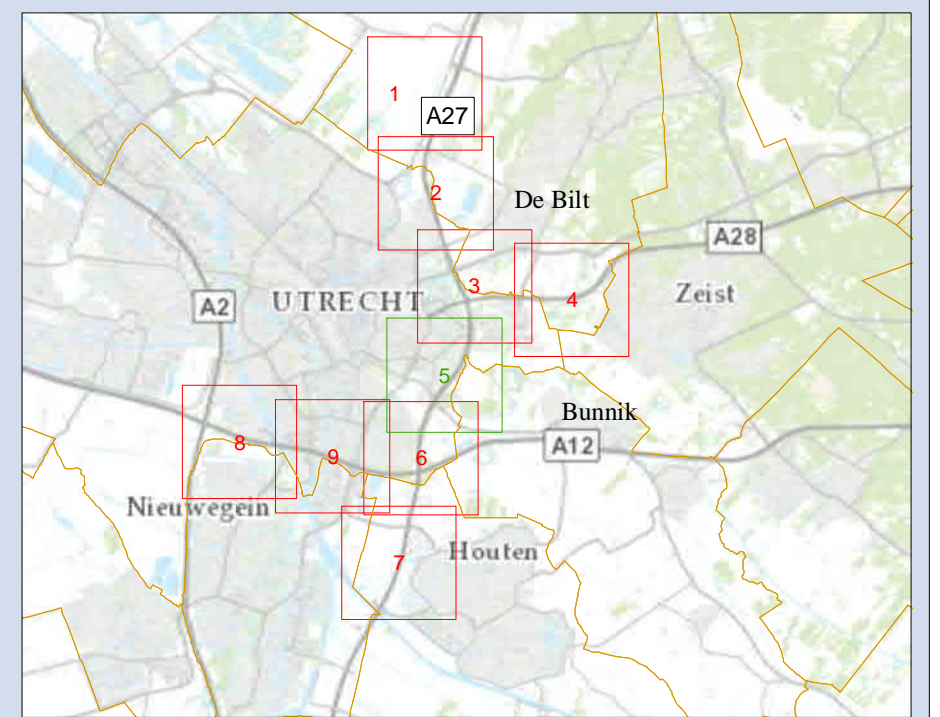 1
A27
2
De Bilt
A28
3
4
Zeist
A2
UTRECHT
5
Bunnik
8
9
6
A12
Nieuwegein
Houten
7